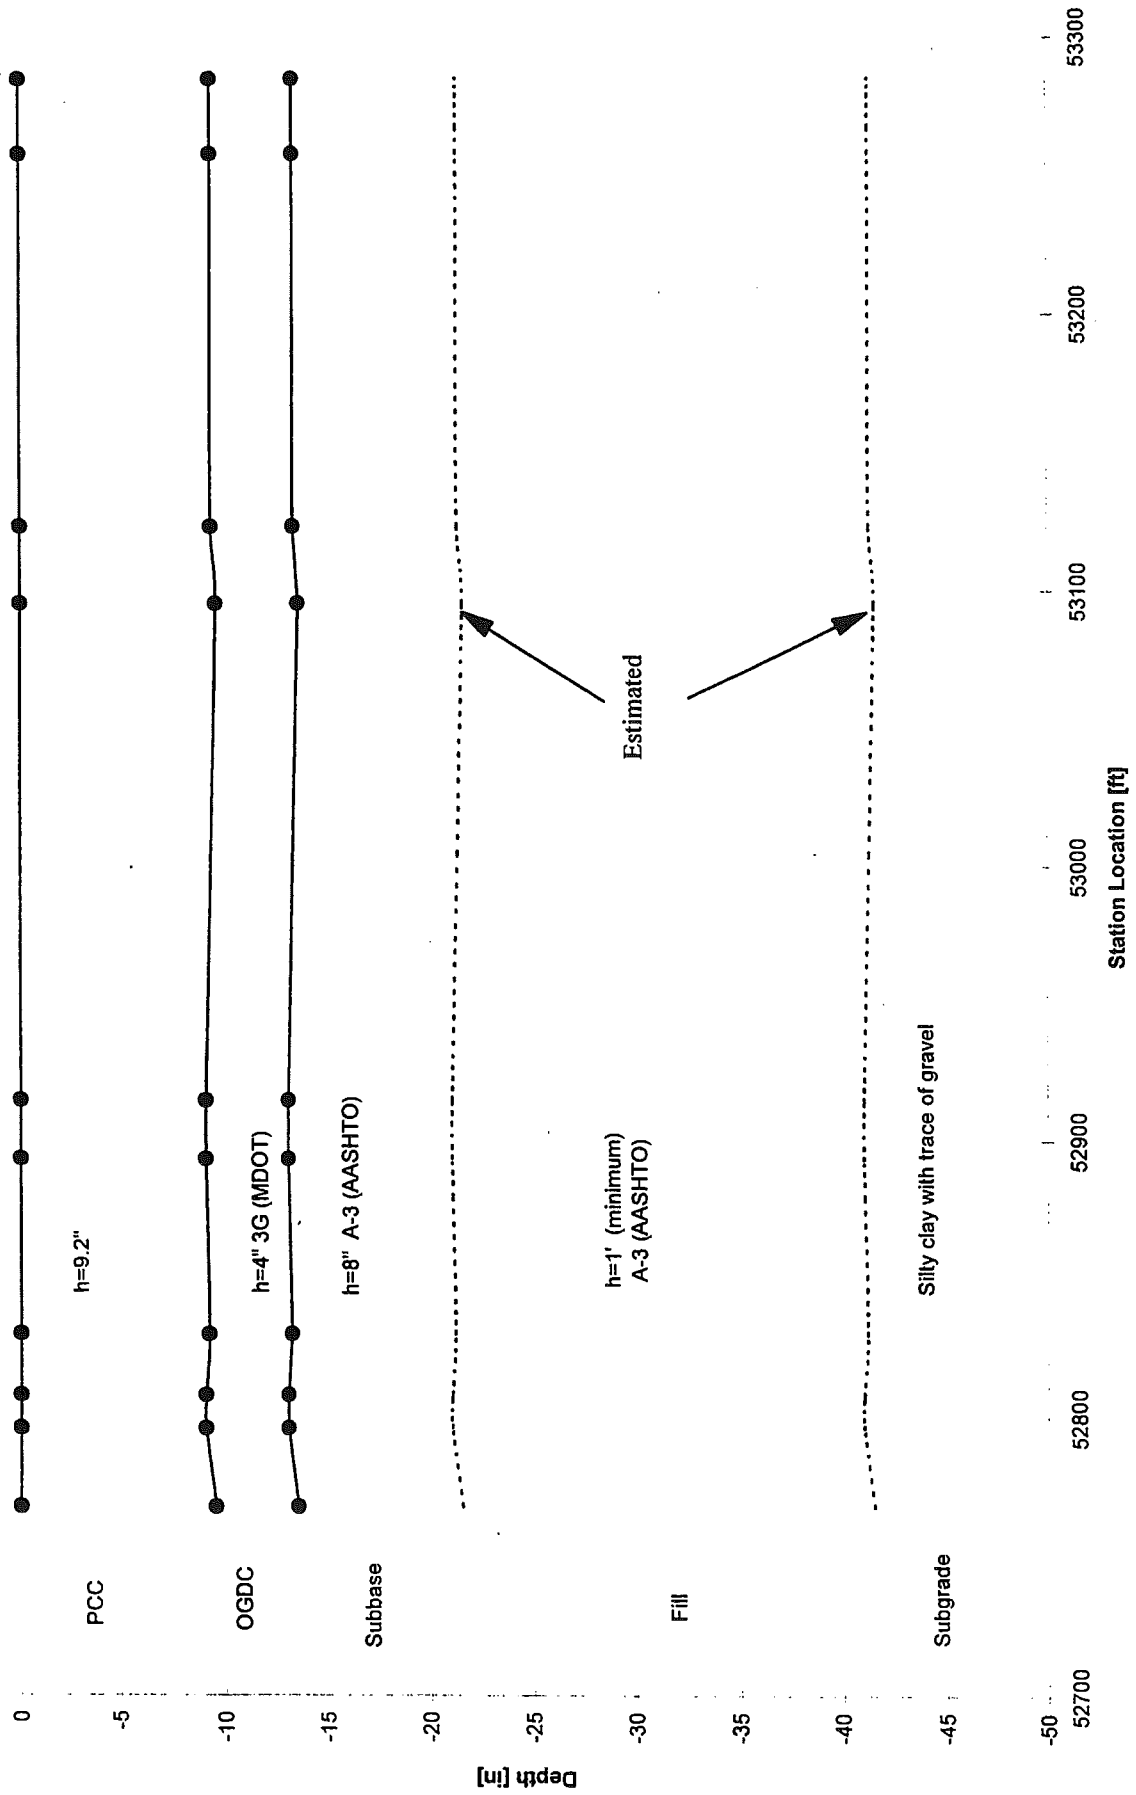 0
-5
-10
-15
-20
-25
-30
-35
-40
-45
-50
Depth [in]
PCC
OGDC
Subbase
Fill
Subgrade
h=9.2"
h=4" 3G (MDOT)
h=8" A-3 (AASHTO)
h=1' (minimum)
A-3 (AASHTO)
Silty clay with trace of gravel
Estimated
52700
52800
52900
53000
53100
53200
53300
Station Location [ft]